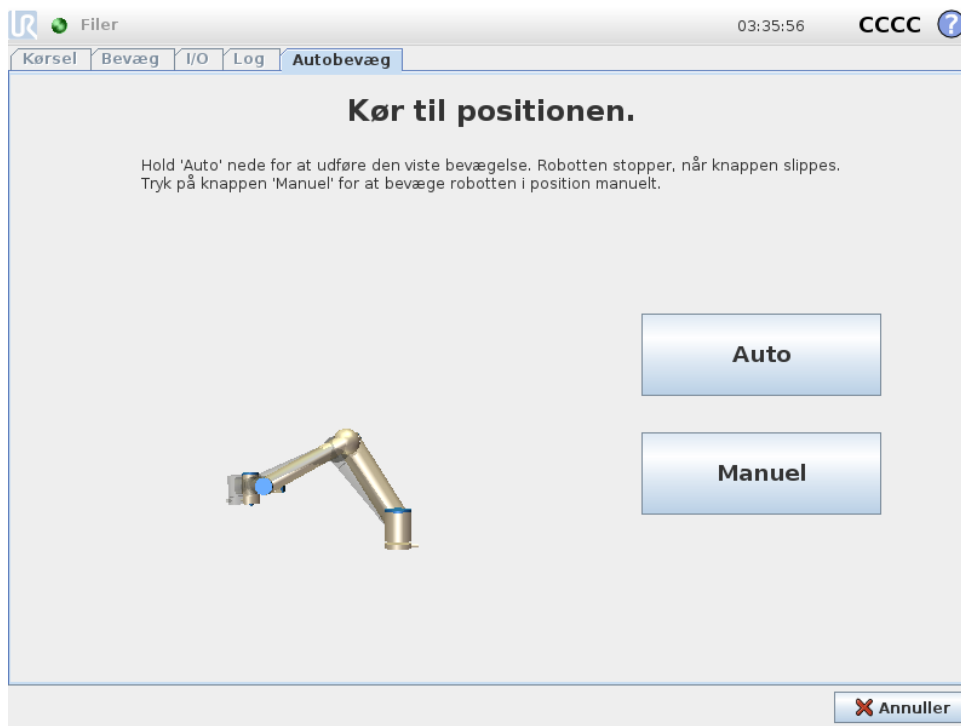 UR Filer 03:35:56 CCCC ?
Kørsel Bevæg I/O Log Autobevæg
Kør til positionen.
Hold 'Auto' nede for at udføre den viste bevægelse. Robotten stopper, når knappen slippes.
Tryk på knappen 'Manuel' for at bevæge robotten i position manuelt.
Auto
Manuel
Annuller